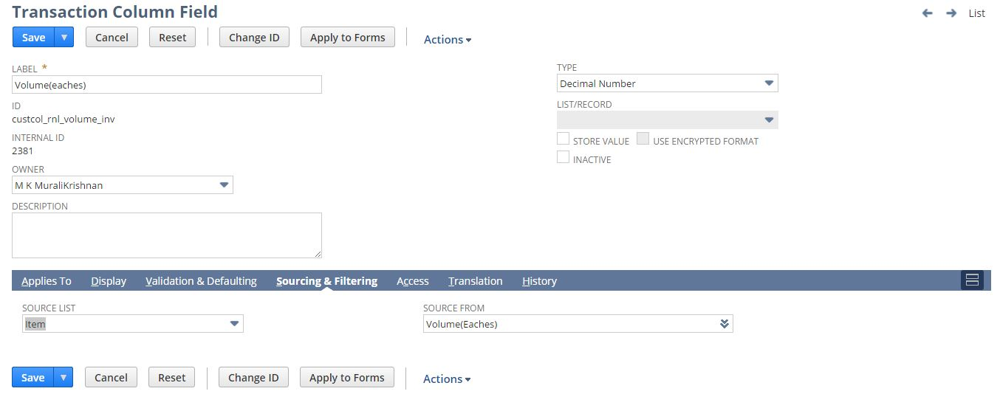 Transaction Column Field
List
Save
Cancel
Reset
Change ID
Apply to Forms
Actions
LABEL *
Volume(eaches)
ID
custcol_rnl_volume_inv
INTERNAL ID
2381
OWNER
M K MuraliKrishnan
DESCRIPTION
TYPE
Decimal Number
LIST/RECORD
STORE VALUE
USE ENCRYPTED FORMAT
INACTIVE
Applies To
Display
Validation & Defaulting
Sourcing & Filtering
Access
Translation
History
SOURCE LIST
Item
SOURCE FROM
Volume(Eaches)
Save
Cancel
Reset
Change ID
Apply to Forms
Actions